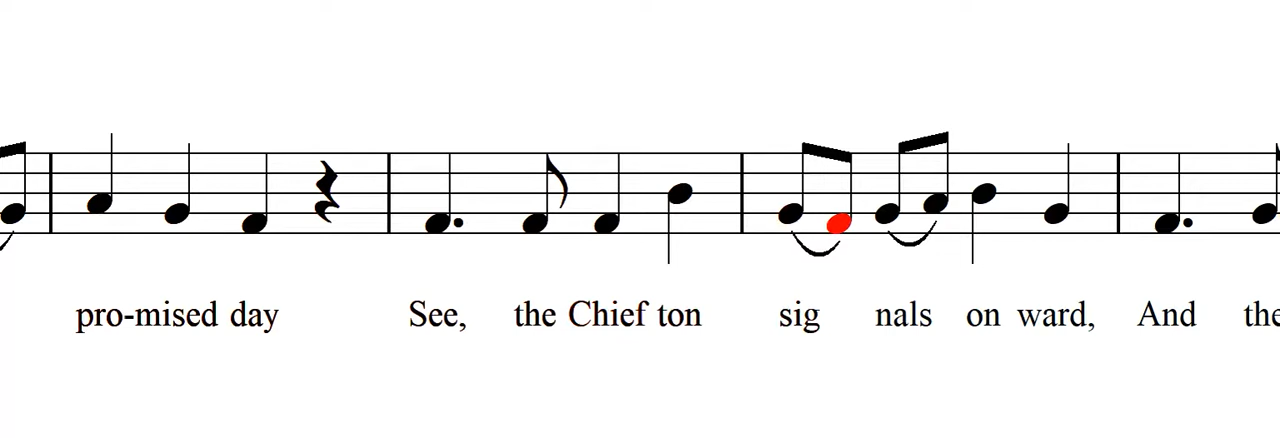 pro-mised day See, the Chief ton sig nals on ward, And the